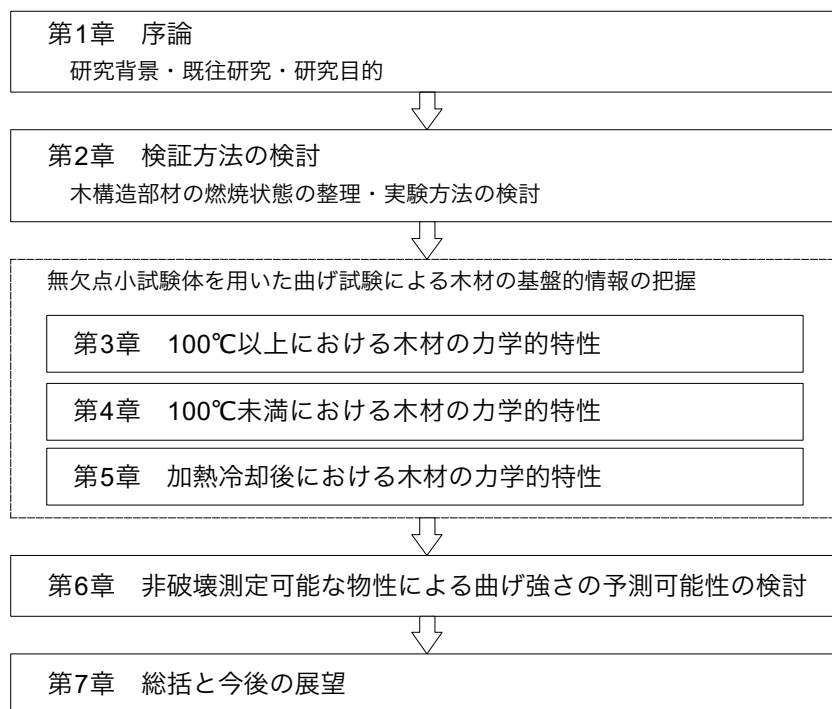 第1章　序論
研究背景・既往研究・研究目的
第2章　検証方法の検討
木構造部材の燃焼状態の整理・実験方法の検討
無欠点小試験体を用いた曲げ試験による木材の基盤的情報の把握
第3章　100℃以上における木材の力学的特性
第4章　100℃未満における木材の力学的特性
第5章　加熱冷却後における木材の力学的特性
第6章　非破壊測定可能な物性による曲げ強さの予測可能性の検討
第7章　総括と今後の展望